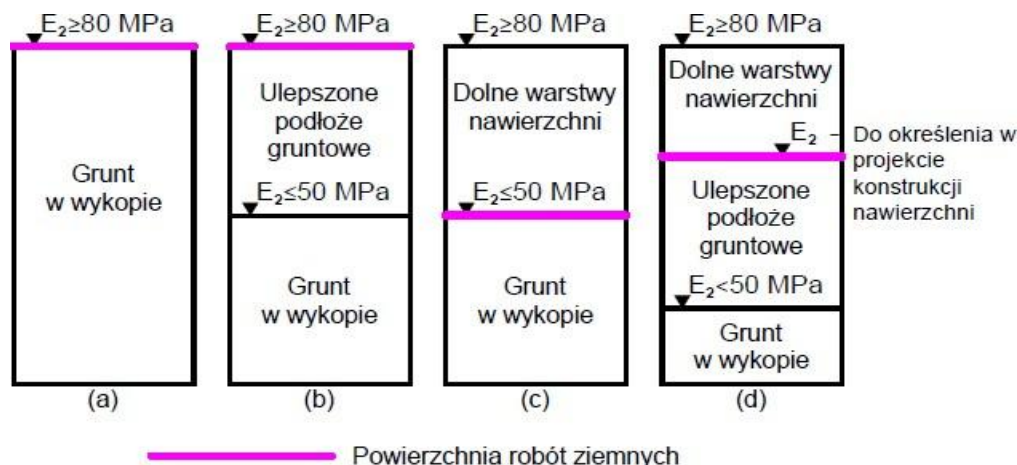 E₂≥80 MPa
Grunt
w wykopie
(a)
E₂≥80 MPa
Ulepszone
podłoże
gruntowe
E₂≤50 MPa
Grunt
w wykopie
(b)
E₂≥80 MPa
Dolne warstwy
nawierzchni
E₂≤50 MPa
Grunt
w wykopie
(c)
E₂≥80 MPa
Dolne warstwy
nawierzchni
E₂ - Do określenia w
projekcie
konstrukcji
nawierzchni
Ulepszone
podłoże
gruntowe
E₂<50 MPa
Grunt
w wykopie
(d)
Powierzchnia robót ziemnych